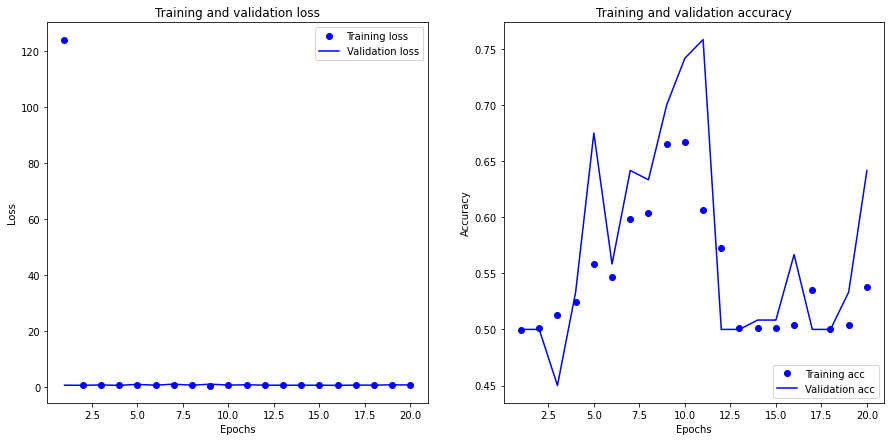 Training and validation loss
Training loss
Validation loss
120
100
80
60
40
20
0
Loss
2.5 5.0 7.5 10.0 12.5 15.0 17.5 20.0
Epochs
Training and validation accuracy
0.75
0.70
0.65
0.60
0.55
0.50
0.45
Accuracy
Training acc
Validation acc
2.5 5.0 7.5 10.0 12.5 15.0 17.5 20.0
Epochs